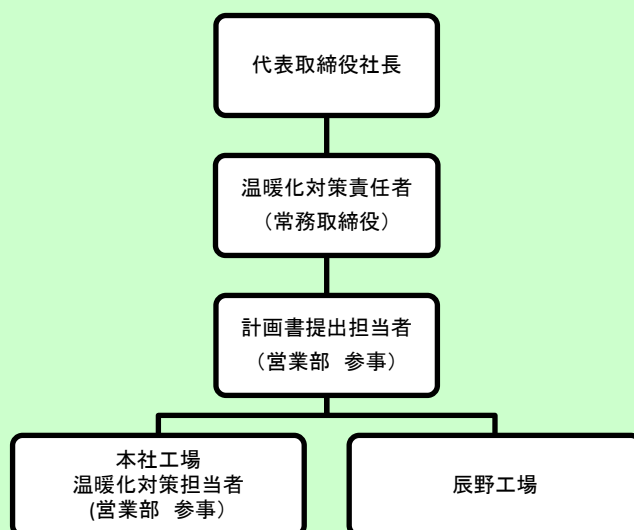 代表取締役社長
温暖化対策責任者
（常務取締役）
計画書提出担当者
（営業部 参事）
本社工場
温暖化対策担当者
(営業部 参事）
辰野工場